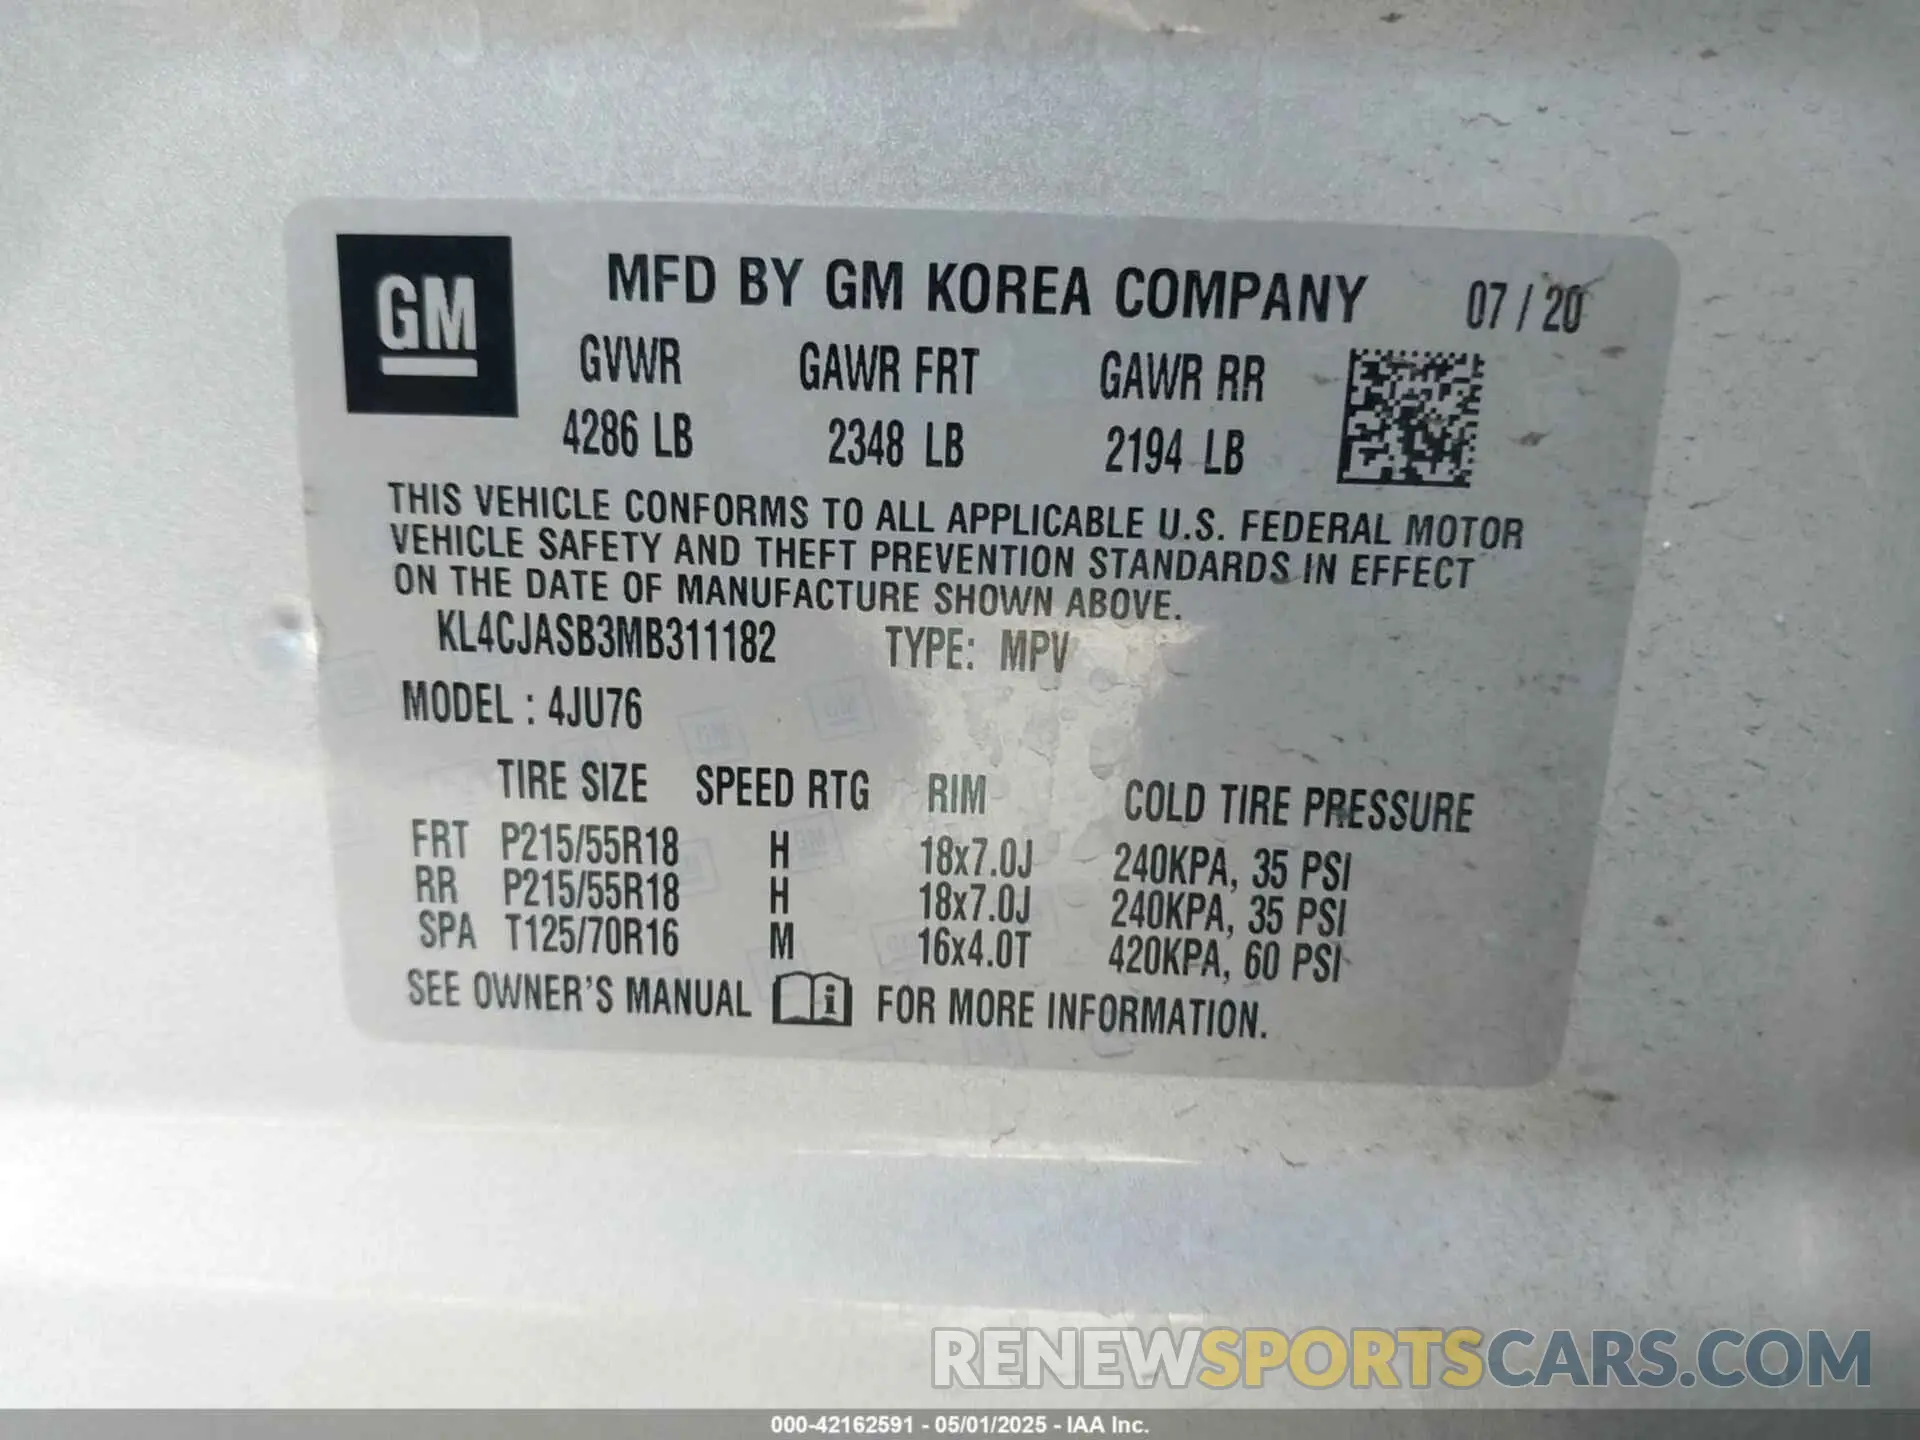 GM
MFD BY GM KOREA COMPANY 07 / 20
GVWR GAWR FRT GAWR RR
4286 LB 2348 LB 2194 LB
THIS VEHICLE CONFORMS TO ALL APPLICABLE U.S. FEDERAL MOTOR
VEHICLE SAFETY AND THEFT PREVENTION STANDARDS IN EFFECT
ON THE DATE OF MANUFACTURE SHOWN ABOVE.
KL4CJASB3MB311182 TYPE: MPV
MODEL : 4JU76
TIRE SIZE SPEED RTG RIM COLD TIRE PRESSURE
FRT P215/55R18 H 18x7.0J 240KPA, 35 PSI
RR P215/55R18 H 18x7.0J 240KPA, 35 PSI
SPA T125/70R16 M 16x4.0T 420KPA, 60 PSI
SEE OWNER'S MANUAL i FOR MORE INFORMATION.
RENEWSPORTSCARS.COM
000-42162591 - 05/01/2025 - IAA Inc.